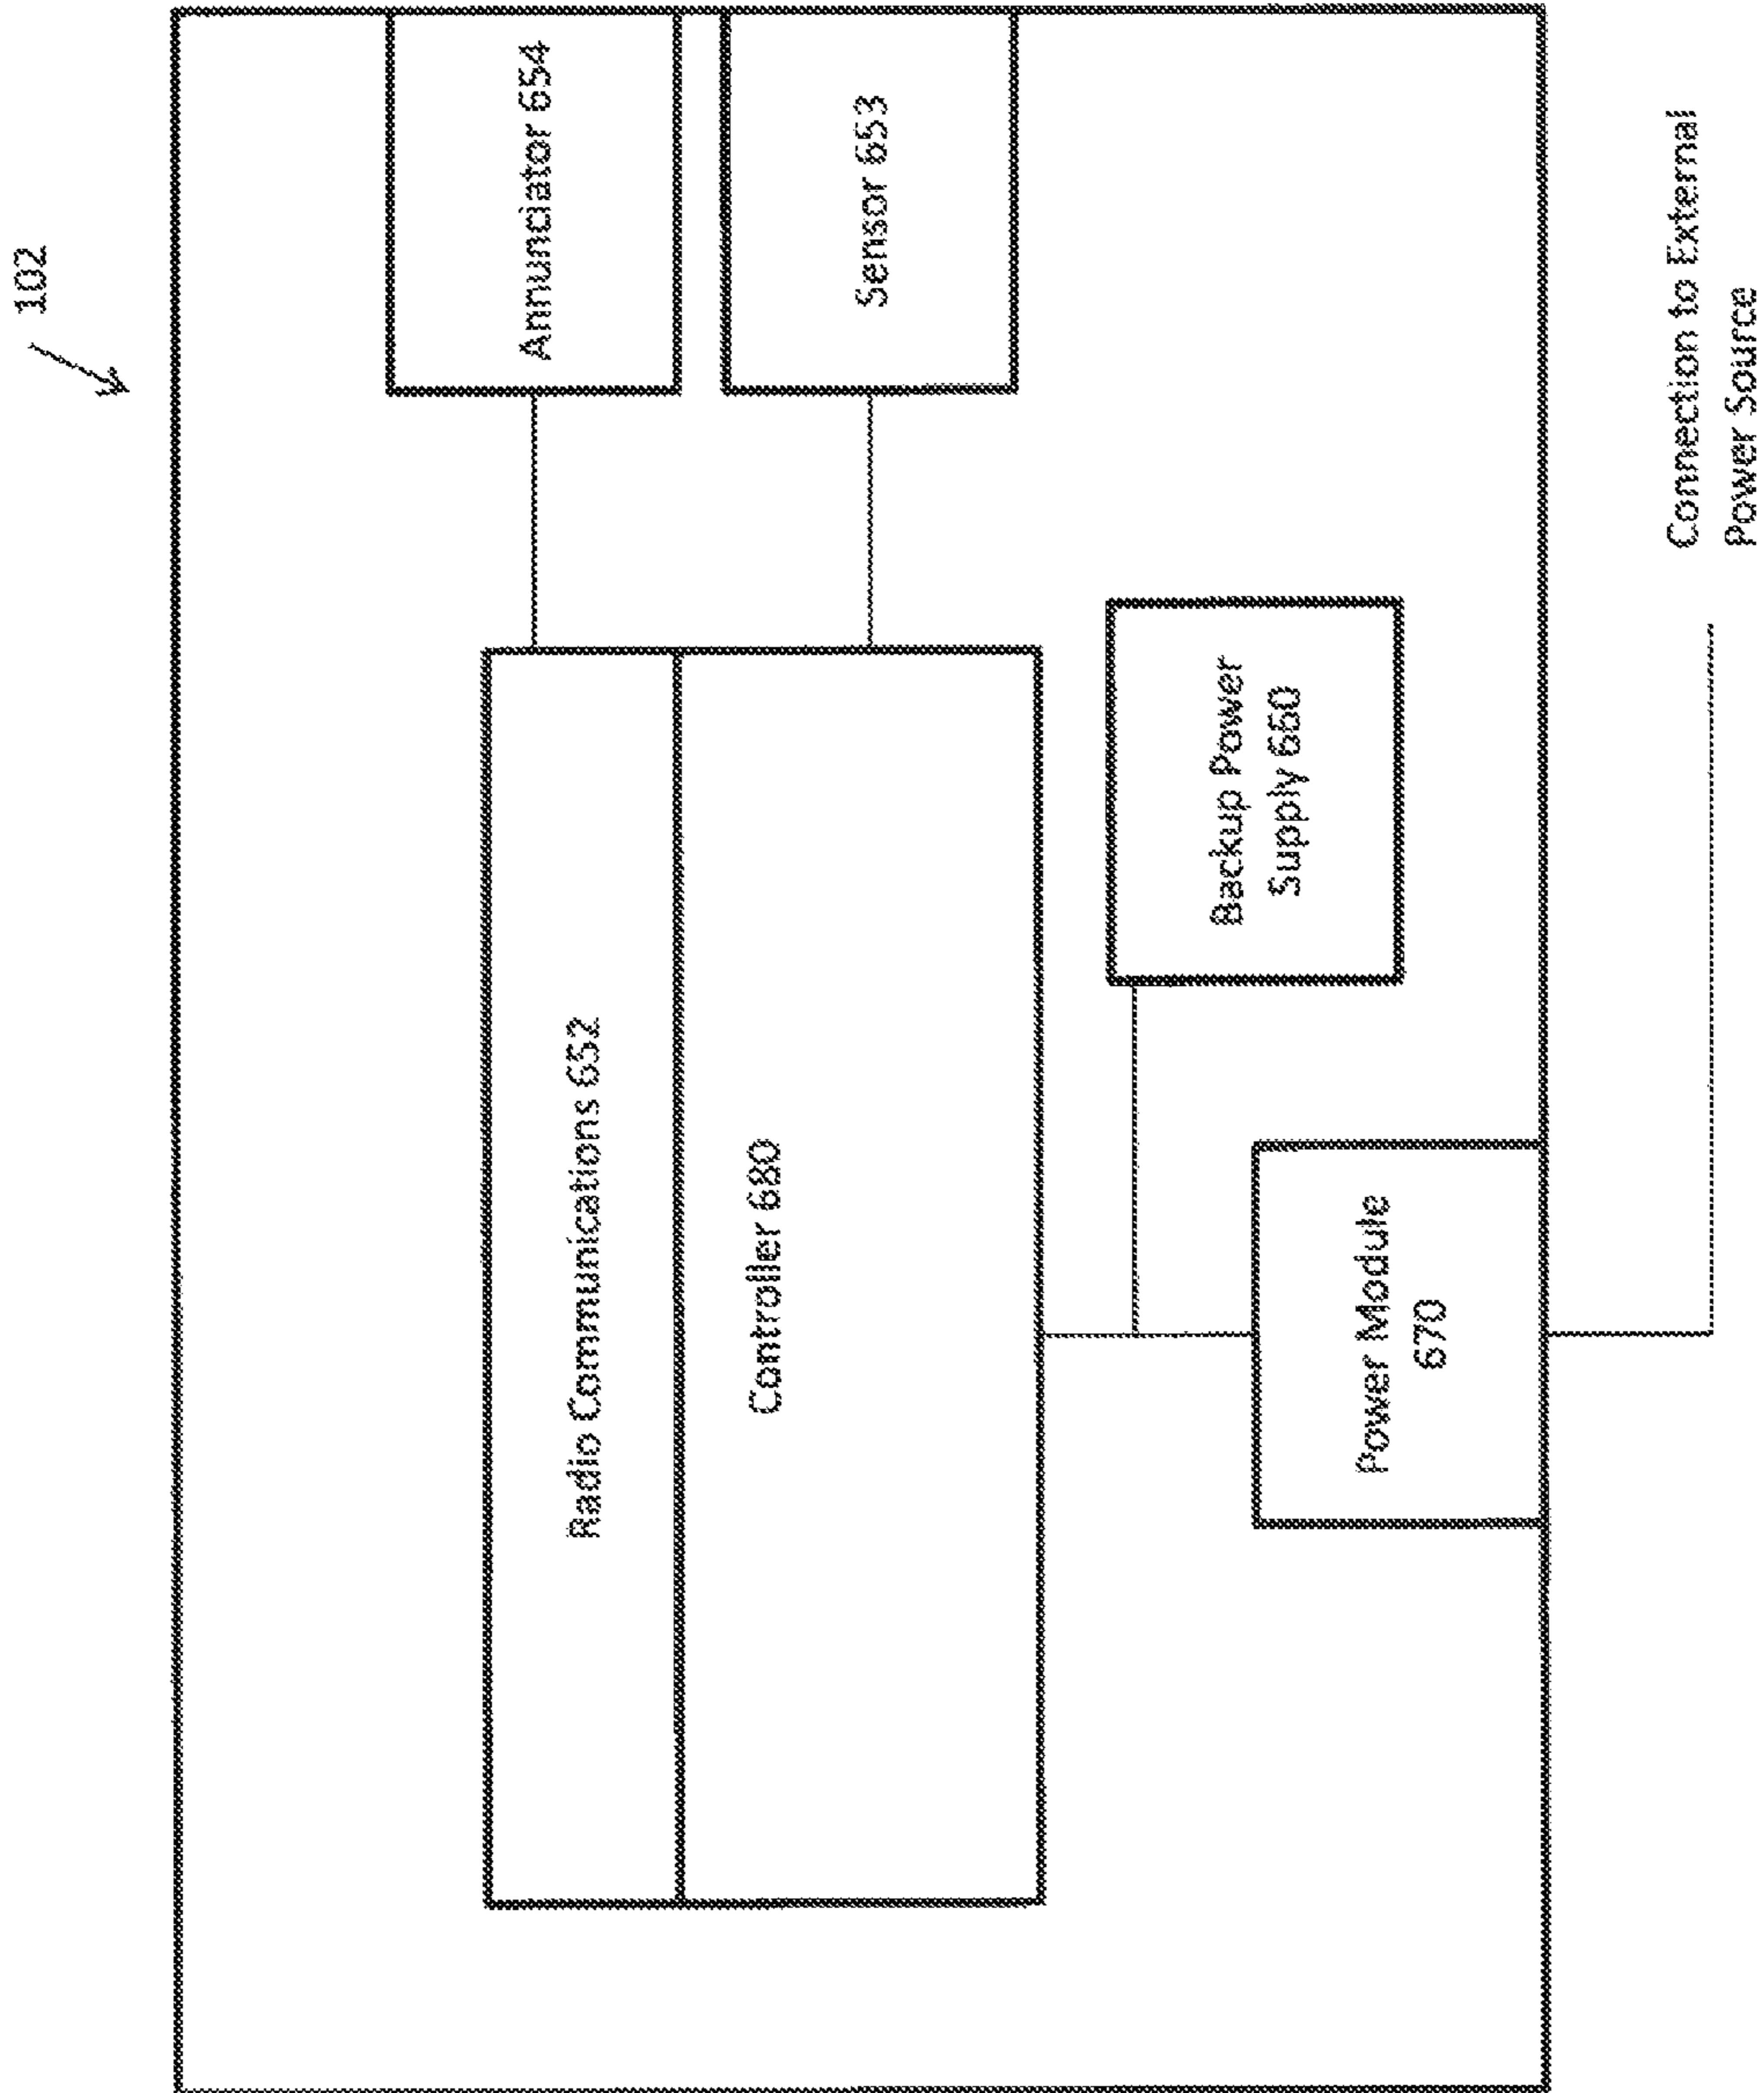 102
Annunciator 654
Radio Communications 652
Controller 680
Sensor 653
Backup Power
Supply 660
Power Module
670
Connection to External
Power Source